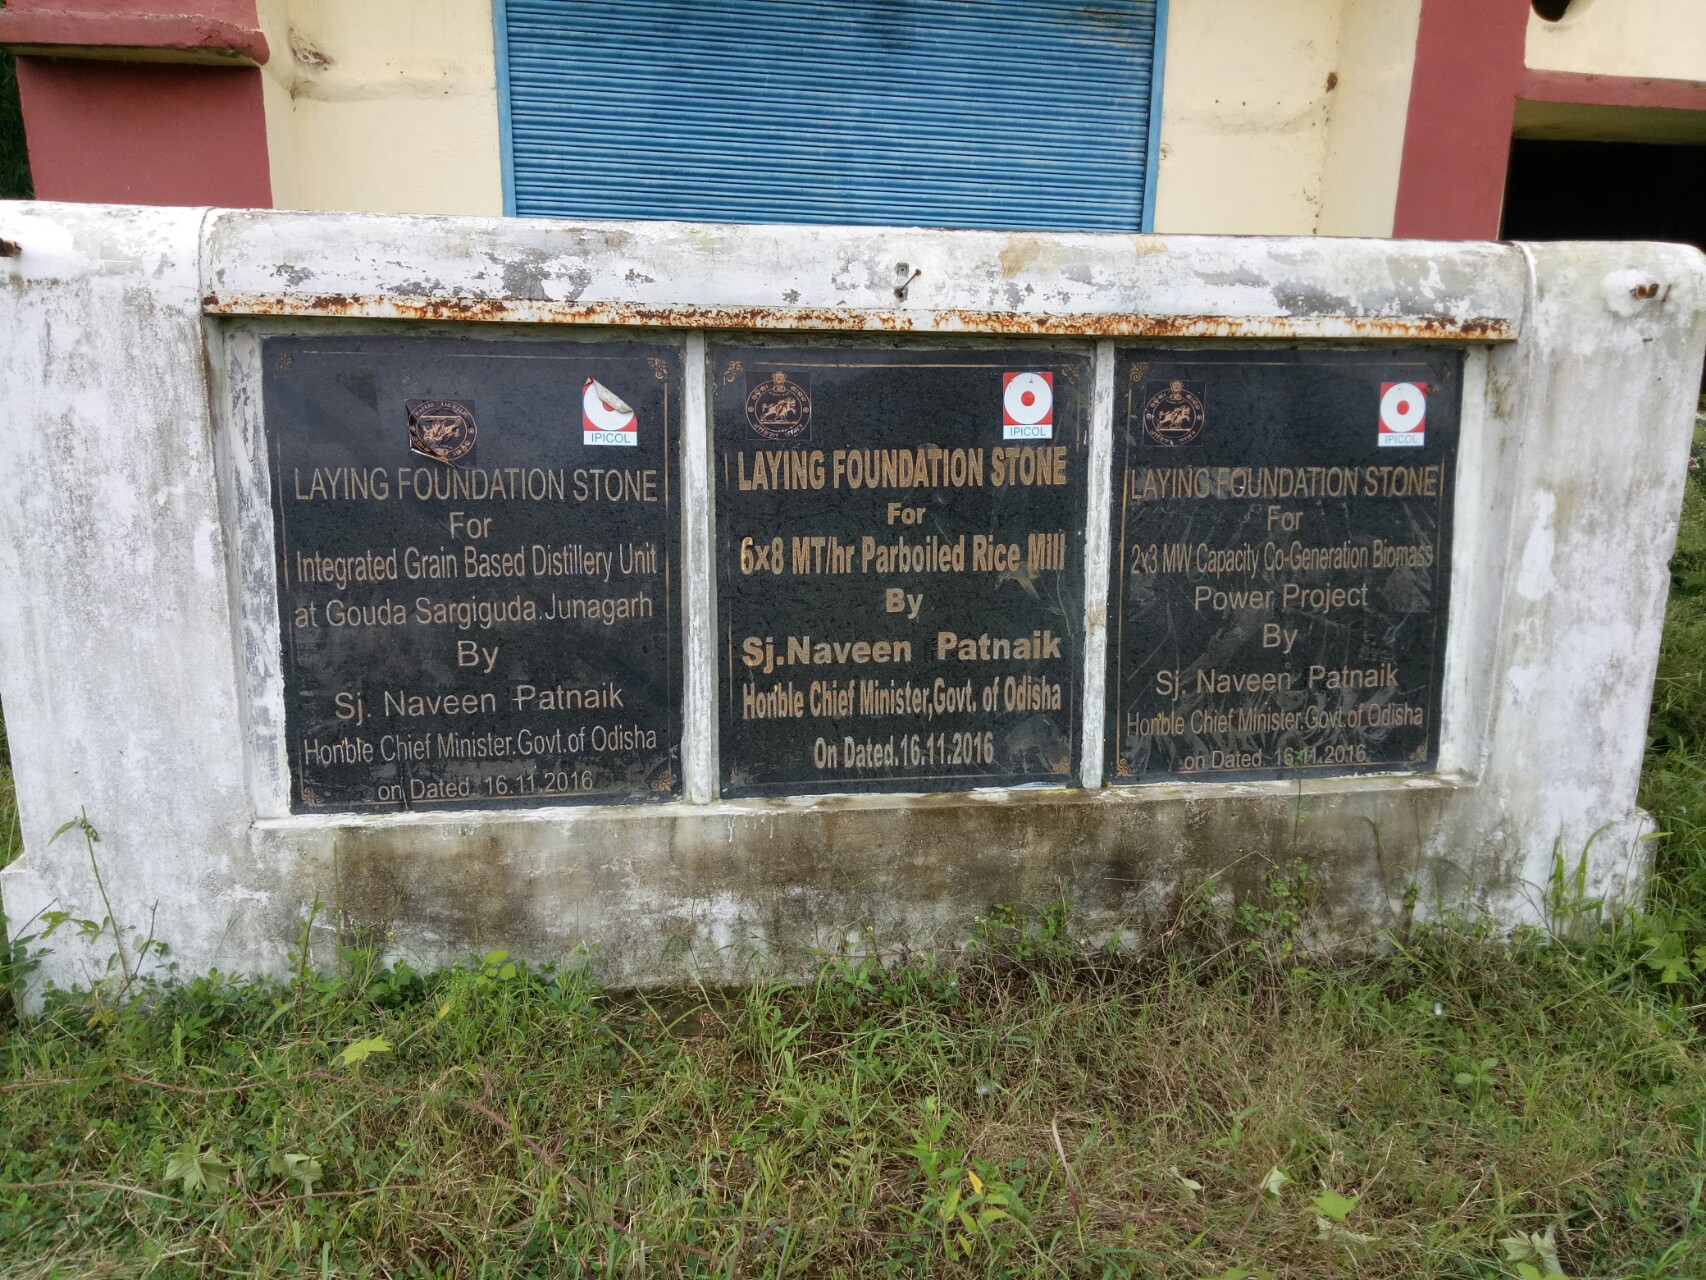 IPICOL
LAYING FOUNDATION STONE
For
Integrated Grain Based Distillery Unit
at Gouda Sargiguda.Junagarh
By
Sj. Naveen Patnaik
Hon'ble Chief Minister.Govt.of Odisha
on Dated. 16.11.2016
IPICOL
LAYING FOUNDATION STONE
For
6x8 MT/hr Parboiled Rice Mill
By
Sj.Naveen Patnaik
Hon'ble Chief Minister,Govt. of Odisha
On Dated.16.11.2016
IPICOL
LAYING FOUNDATION STONE
For
2x3 MW Capacity Co-Generation Biomass
Power Project
By
Sj. Naveen Patnaik
Hon'ble Chief Minister Govt.of Odisha
on Dated. 16.11.2016